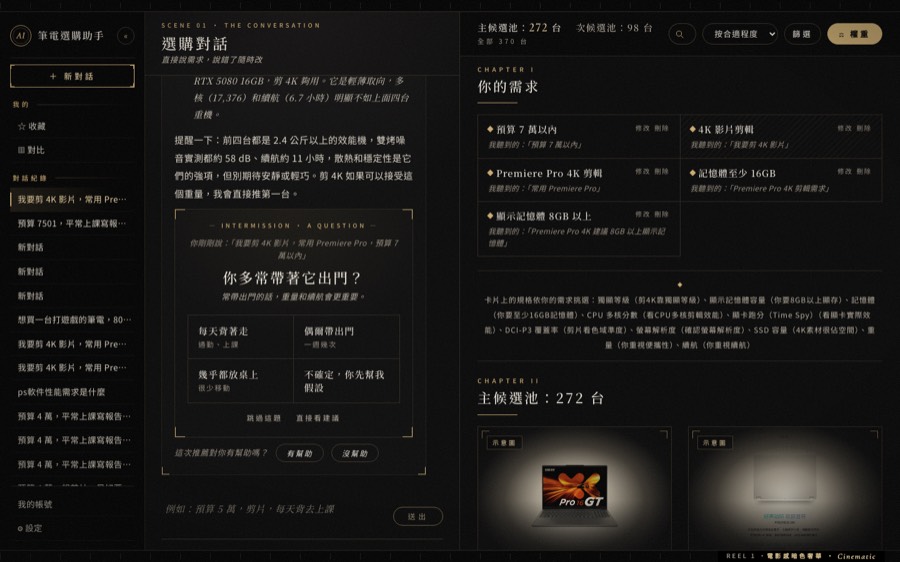 AI 筆電選購助手
＋ 新對話
我的
☆ 收藏
對比
對話紀錄
我要剪 4K 影片，常用 Pre…
預算 7501，平常上課寫報…
新對話
新對話
新對話
想買一台打遊戲的筆電，80…
我要剪 4K 影片，常用 Pre…
我要剪 4K 影片，常用 Pre…
ps軟件性能需求是什麼
預算 4 萬，平常上課寫報告…
預算 4 萬，平常上課寫報告…
預算 4 萬，平常上課寫報告…
我的帳號
設定
SCENE 01 • THE CONVERSATION
選購對話
直接說需求，說錯了隨時改
RTX 5080 16GB，剪 4K 夠用。它是輕薄取向，多
核（17,376）和續航（6.7 小時）明顯不如上面四台
重機。
提醒一下：前四台都是 2.4 公斤以上的效能機，雙烤噪
音實測都約 58 dB、續航約 11 小時，散熱和穩定性是它
們的強項，但別期待安靜或輕巧。剪 4K 如果可以接受這
個重量，我會直接推第一台。
INTERMISSION • A QUESTION
你剛剛說：「我要剪 4K 影片，常用 Premiere Pro，預算 7
萬以內」
你多常帶著它出門？
常帶出門的話，重量和續航會更重要。
每天背著走
通勤、上課
偶爾帶出門
一週幾次
幾乎都放桌上
很少移動
不確定，你先幫我
假設
跳過這題 直接看建議
這次推薦對你有幫助嗎？ 有幫助 沒幫助
例如：預算 5 萬，剪片，每天背去上課
送出
主候選池：272 台 次候選池：98 台
全部 370 台
按合適程度
篩選
權重
CHAPTER I
你的需求
預算 7 萬以內 修改 刪除
我聽到的：「預算 7 萬以內」
4K 影片剪輯 修改 刪除
我聽到的：「我要剪 4K 影片」
Premiere Pro 4K 剪輯 修改 刪除
我聽到的：「常用 Premiere Pro」
記憶體至少 16GB 修改 刪除
我聽到的：「Premiere Pro 4K 剪輯需求」
顯示記憶體 8GB 以上 修改 刪除
我聽到的：「Premiere Pro 4K 建議 8GB 以上顯示記
憶體」
卡片上的規格依你的需求挑選：獨顯等級（剪4K靠獨顯等級）、顯示記憶體容量（你要8GB以上顯存）、記憶體
（你要至少16GB記憶體）、CPU 多核分數（看CPU多核剪輯效能）、顯卡跑分（Time Spy）（看顯卡實際效
能）、DCI-P3 覆蓋率（剪片看色域準度）、螢幕解析度（確認螢幕解析度）、SSD 容量（4K素材很佔空間）、重
量（你重視便攜性）、續航（你重視續航）
CHAPTER II
主候選池：272 台
示意圖
Pro 16 GT
示意圖
REEL 1 • 電影感暗色奢華 • Cinematic